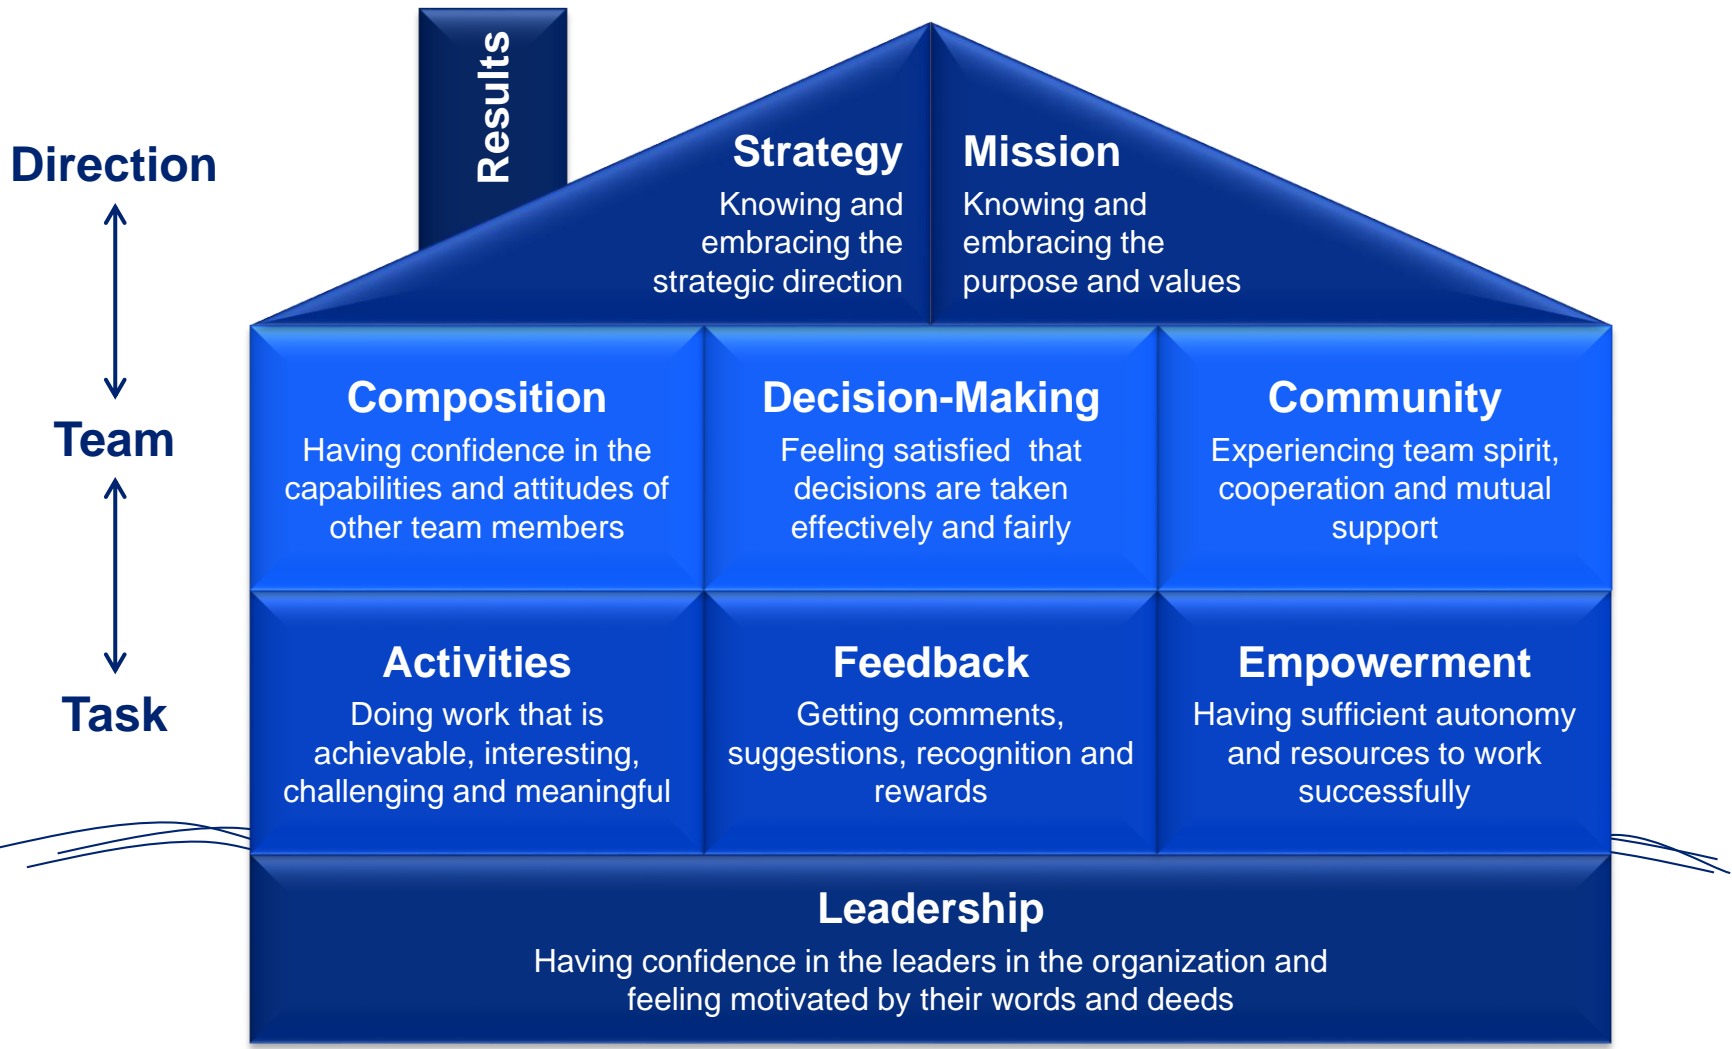 Results
Direction
Strategy
Knowing and
embracing the
strategic direction
Mission
Knowing and
embracing the
purpose and values
Team
Composition
Having confidence in the
capabilities and attitudes of
other team members
Decision-Making
Feeling satisfied  that
decisions are taken
effectively and fairly
Community
Experiencing team spirit,
cooperation and mutual
support
Task
Activities
Doing work that is
achievable, interesting,
challenging and meaningful
Feedback
Getting comments,
suggestions, recognition and
rewards
Empowerment
Having sufficient autonomy
and resources to work
successfully
Leadership
Having confidence in the leaders in the organization and
feeling motivated by their words and deeds